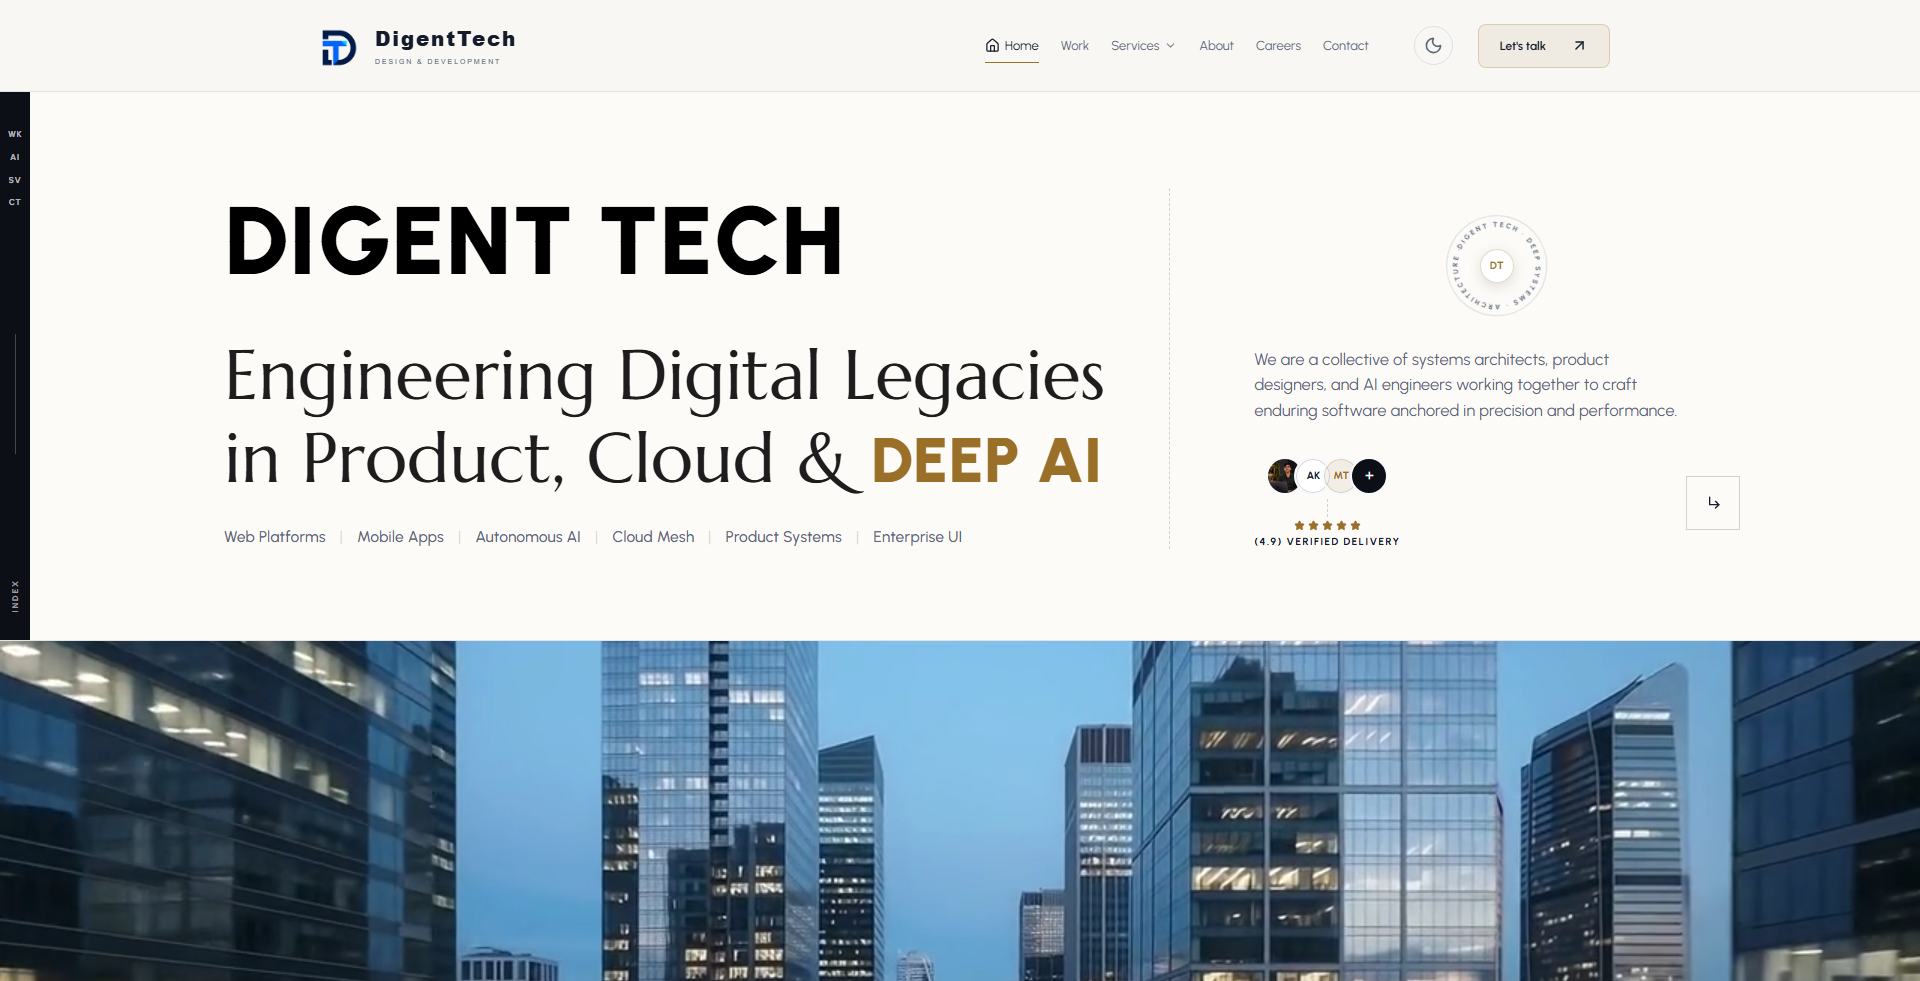 DigentTech
DESIGN & DEVELOPMENT
Home
Work
Services
About
Careers
Contact
Let's talk
WK
AI
SV
CT
INDEX
DIGENT TECH
Engineering Digital Legacies
in Product, Cloud & DEEP AI
Web Platforms | Mobile Apps | Autonomous AI | Cloud Mesh | Product Systems | Enterprise UI
DIGENT TECH · DEEP SYSTEMS · ARCHITECTURE ·
DT
We are a collective of systems architects, product
designers, and AI engineers working together to craft
enduring software anchored in precision and performance.
AK
MT
+
(4.9) VERIFIED DELIVERY